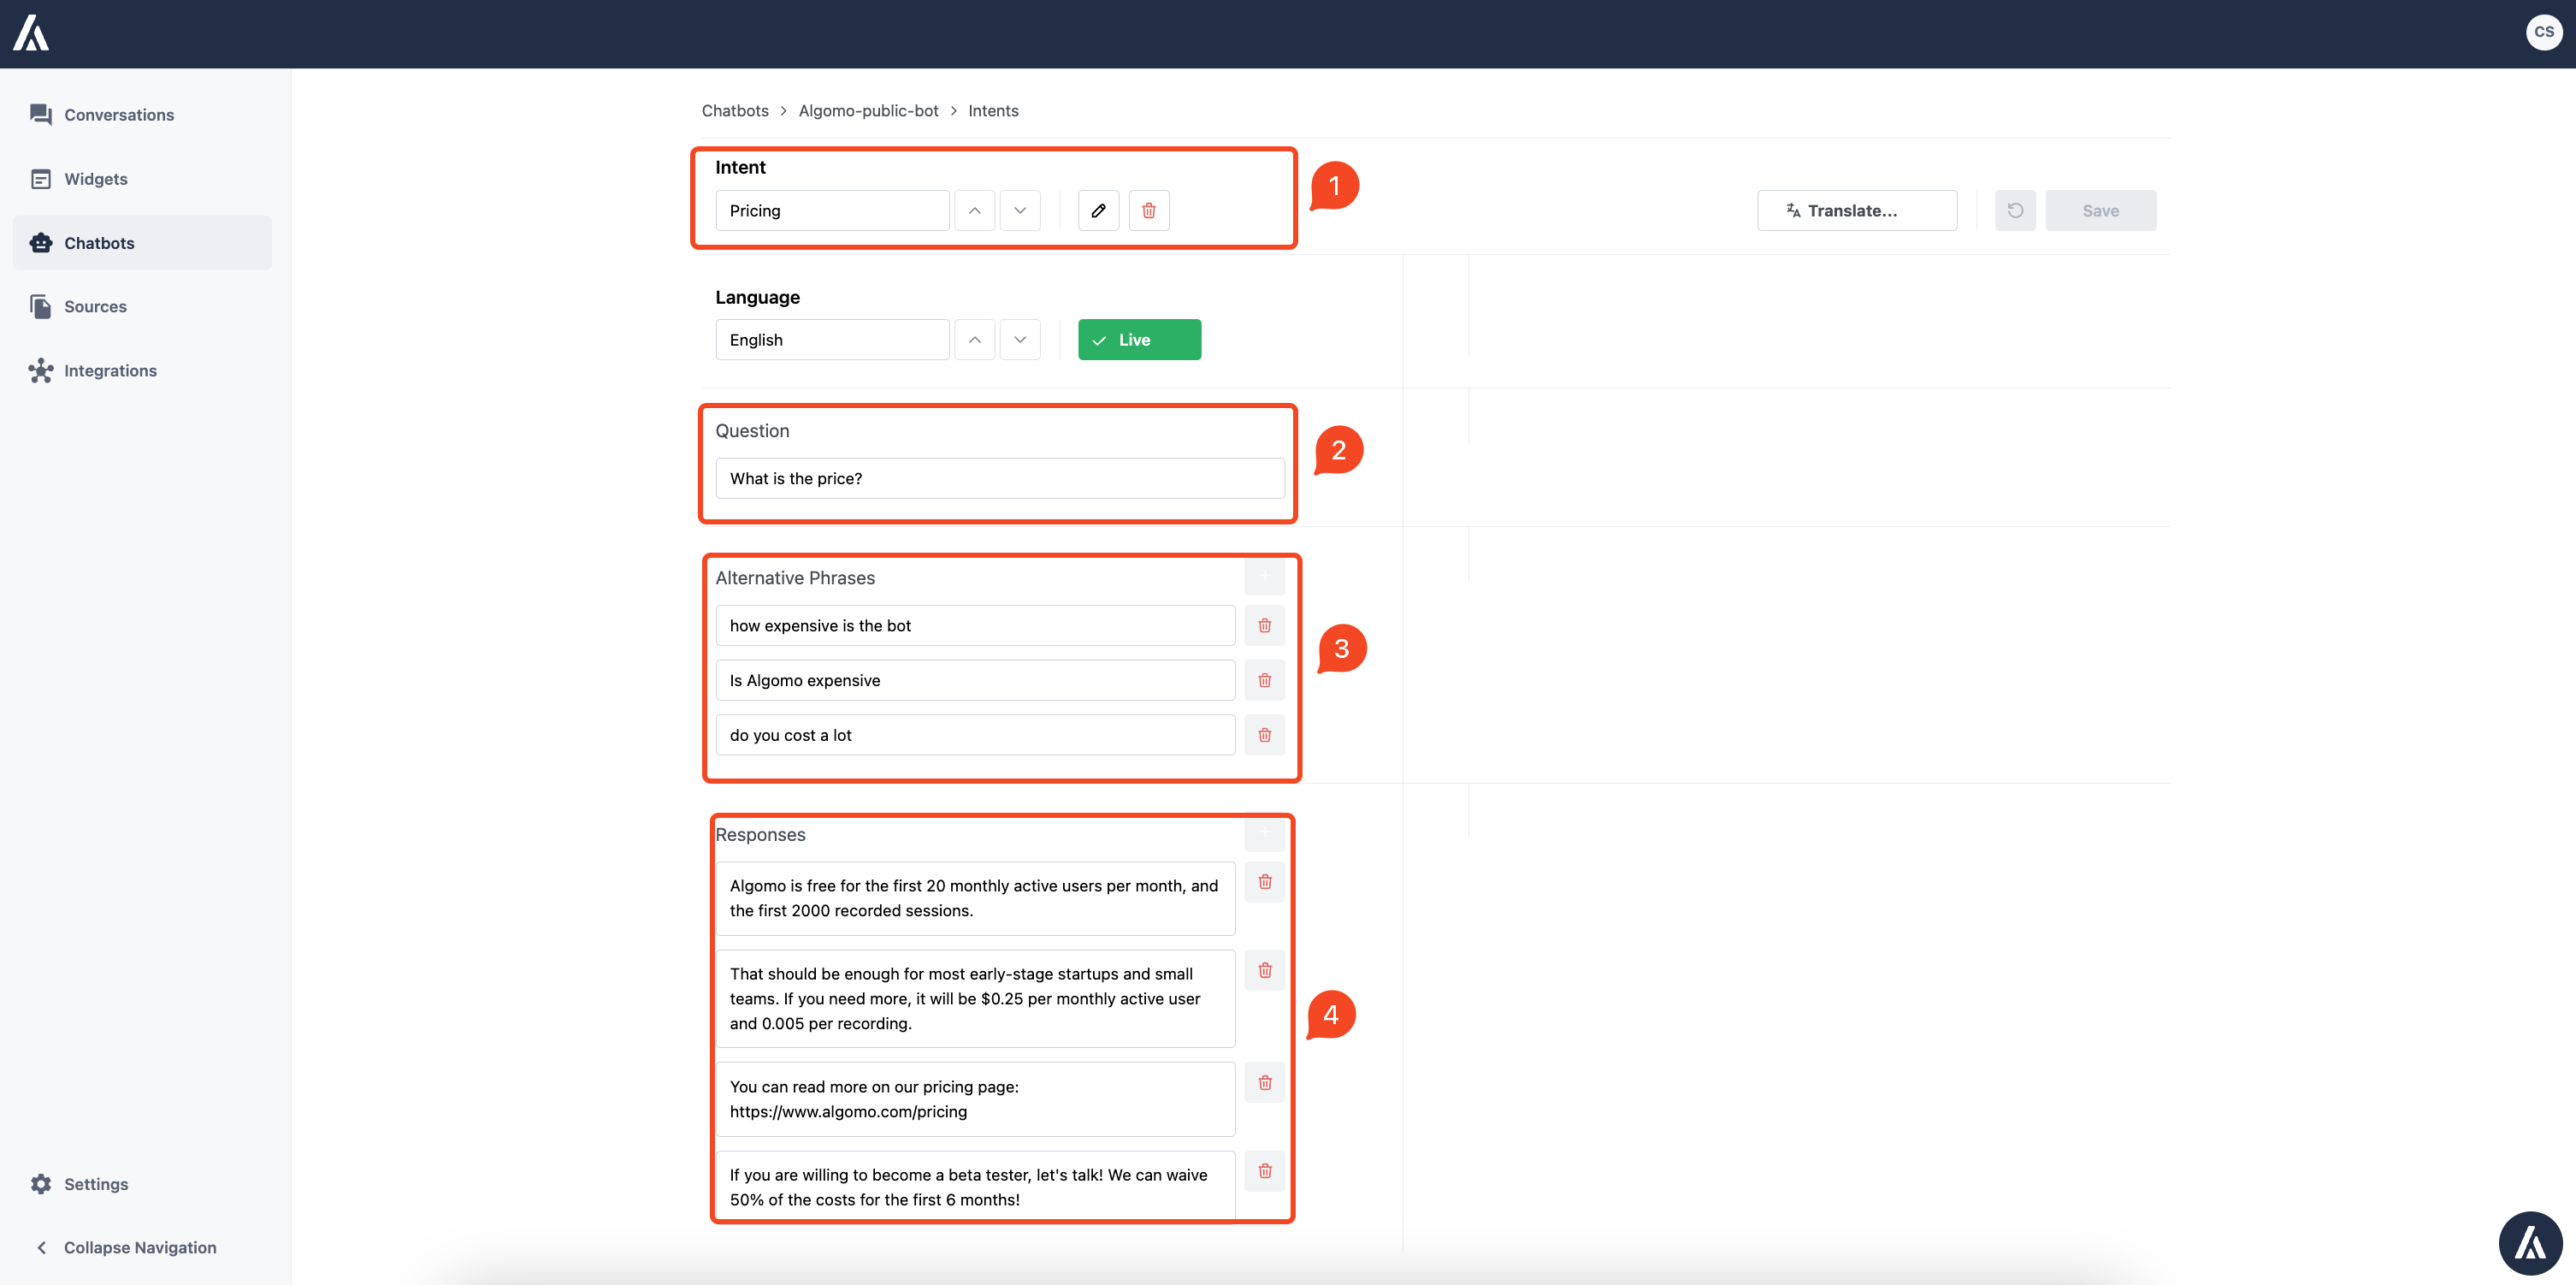 CS
Conversations
Widgets
Chatbots
Sources
Integrations
Settings
Collapse Navigation
Chatbots > Algomo-public-bot > Intents
Intent
Pricing
1
Translate...
Save
Language
English
Live
Question
What is the price?
2
Alternative Phrases
how expensive is the bot
Is Algomo expensive
do you cost a lot
3
Responses
Algomo is free for the first 20 monthly active users per month, and
the first 2000 recorded sessions.
That should be enough for most early-stage startups and small
teams. If you need more, it will be $0.25 per monthly active user
and 0.005 per recording.
You can read more on our pricing page:
https://www.algomo.com/pricing
If you are willing to become a beta tester, let's talk! We can waive
50% of the costs for the first 6 months!
4